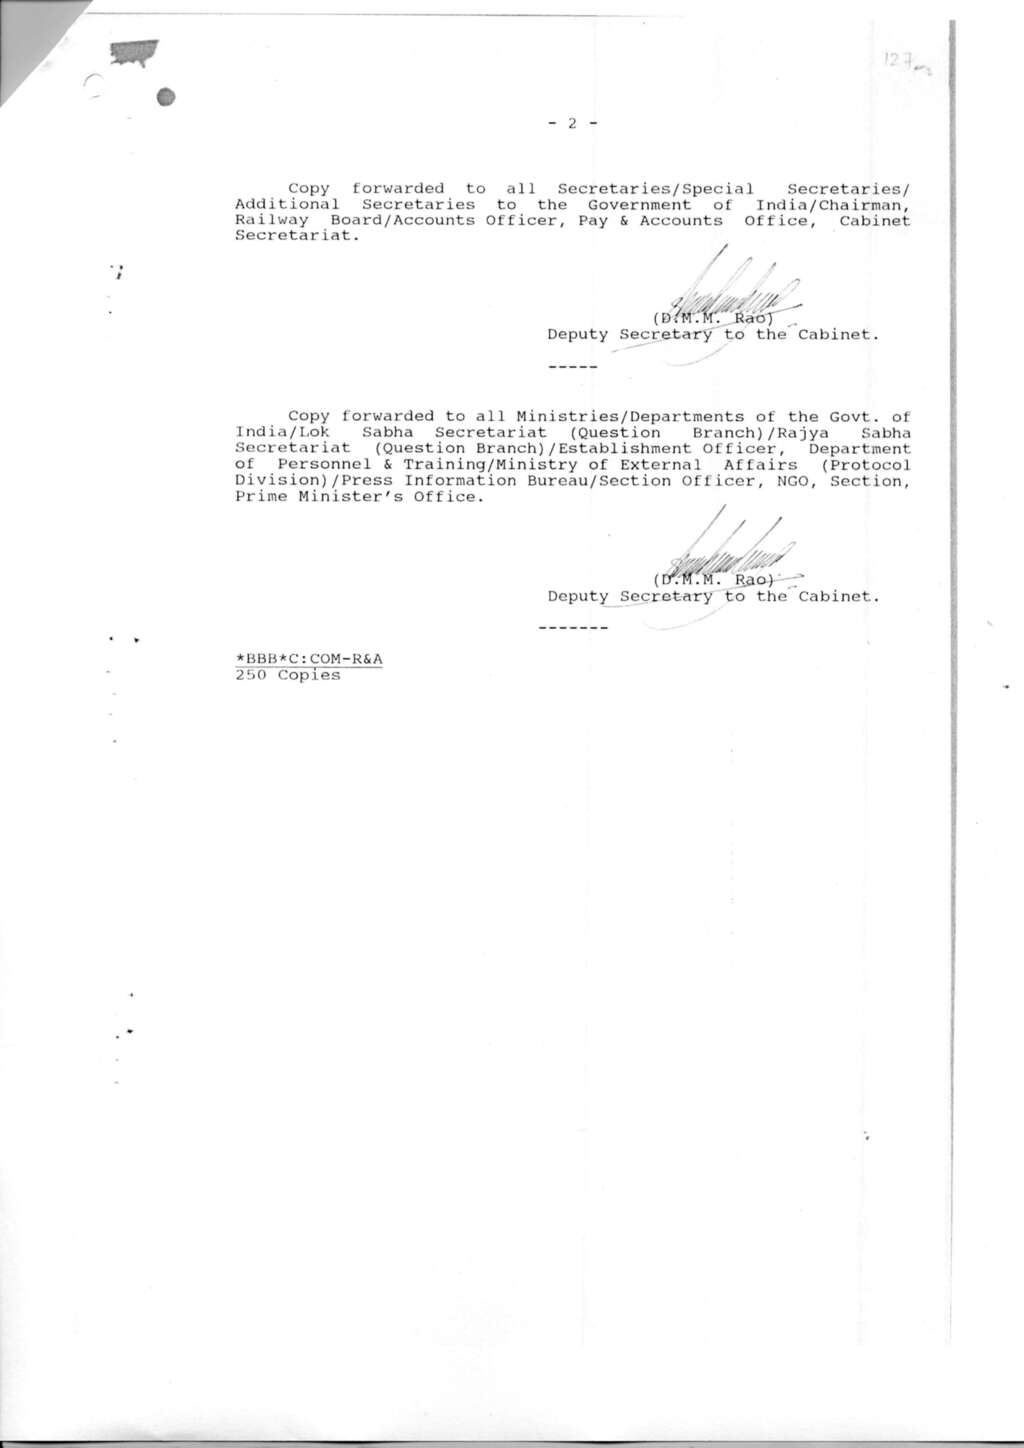 127
- 2 -
Copy forwarded to all Secretaries/Special Secretaries/
Additional Secretaries to the Government of India/Chairman,
Railway Board/Accounts Officer, Pay & Accounts Office, Cabinet
Secretariat.
(D.M.M. Rao)
Deputy Secretary to the Cabinet.
-----
Copy forwarded to all Ministries/Departments of the Govt. of
India/Lok Sabha Secretariat (Question Branch)/Rajya Sabha
Secretariat (Question Branch)/Establishment Officer, Department
of Personnel & Training/Ministry of External Affairs (Protocol
Division)/Press Information Bureau/Section Officer, NGO, Section,
Prime Minister's Office.
(D.M.M. Rao)
Deputy Secretary to the Cabinet.
-------
*BBB*C:COM-R&A
250 Copies